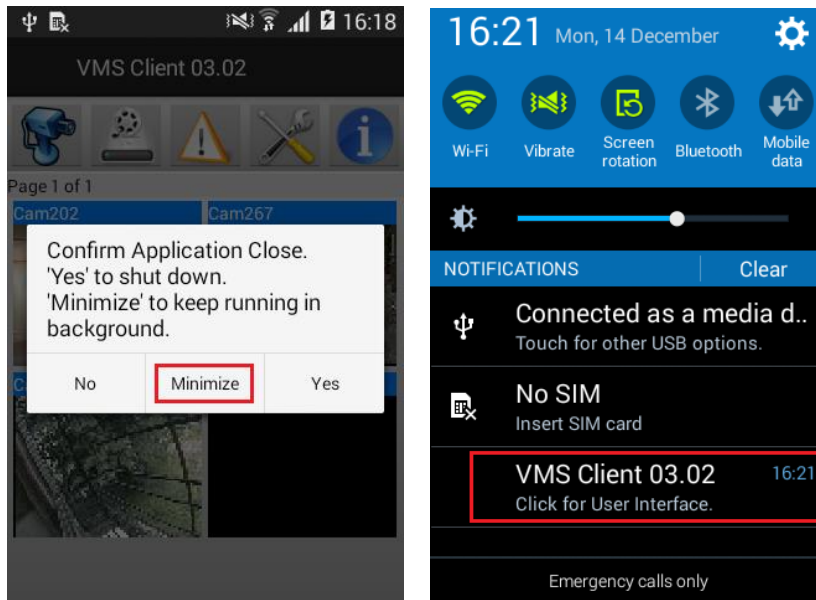 16:18
VMS Client 03.02
Page 1 of 1
Cam202 Cam267
Confirm Application Close.
'Yes' to shut down.
'Minimize' to keep running in
background.
No Minimize Yes
16:21 Mon, 14 December
Wi-Fi
Vibrate
Screen
rotation
Bluetooth
Mobile
data
NOTIFICATIONS Clear
Connected as a media d..
Touch for other USB options.
No SIM
Insert SIM card
VMS Client 03.02 16:21
Click for User Interface.
Emergency calls only